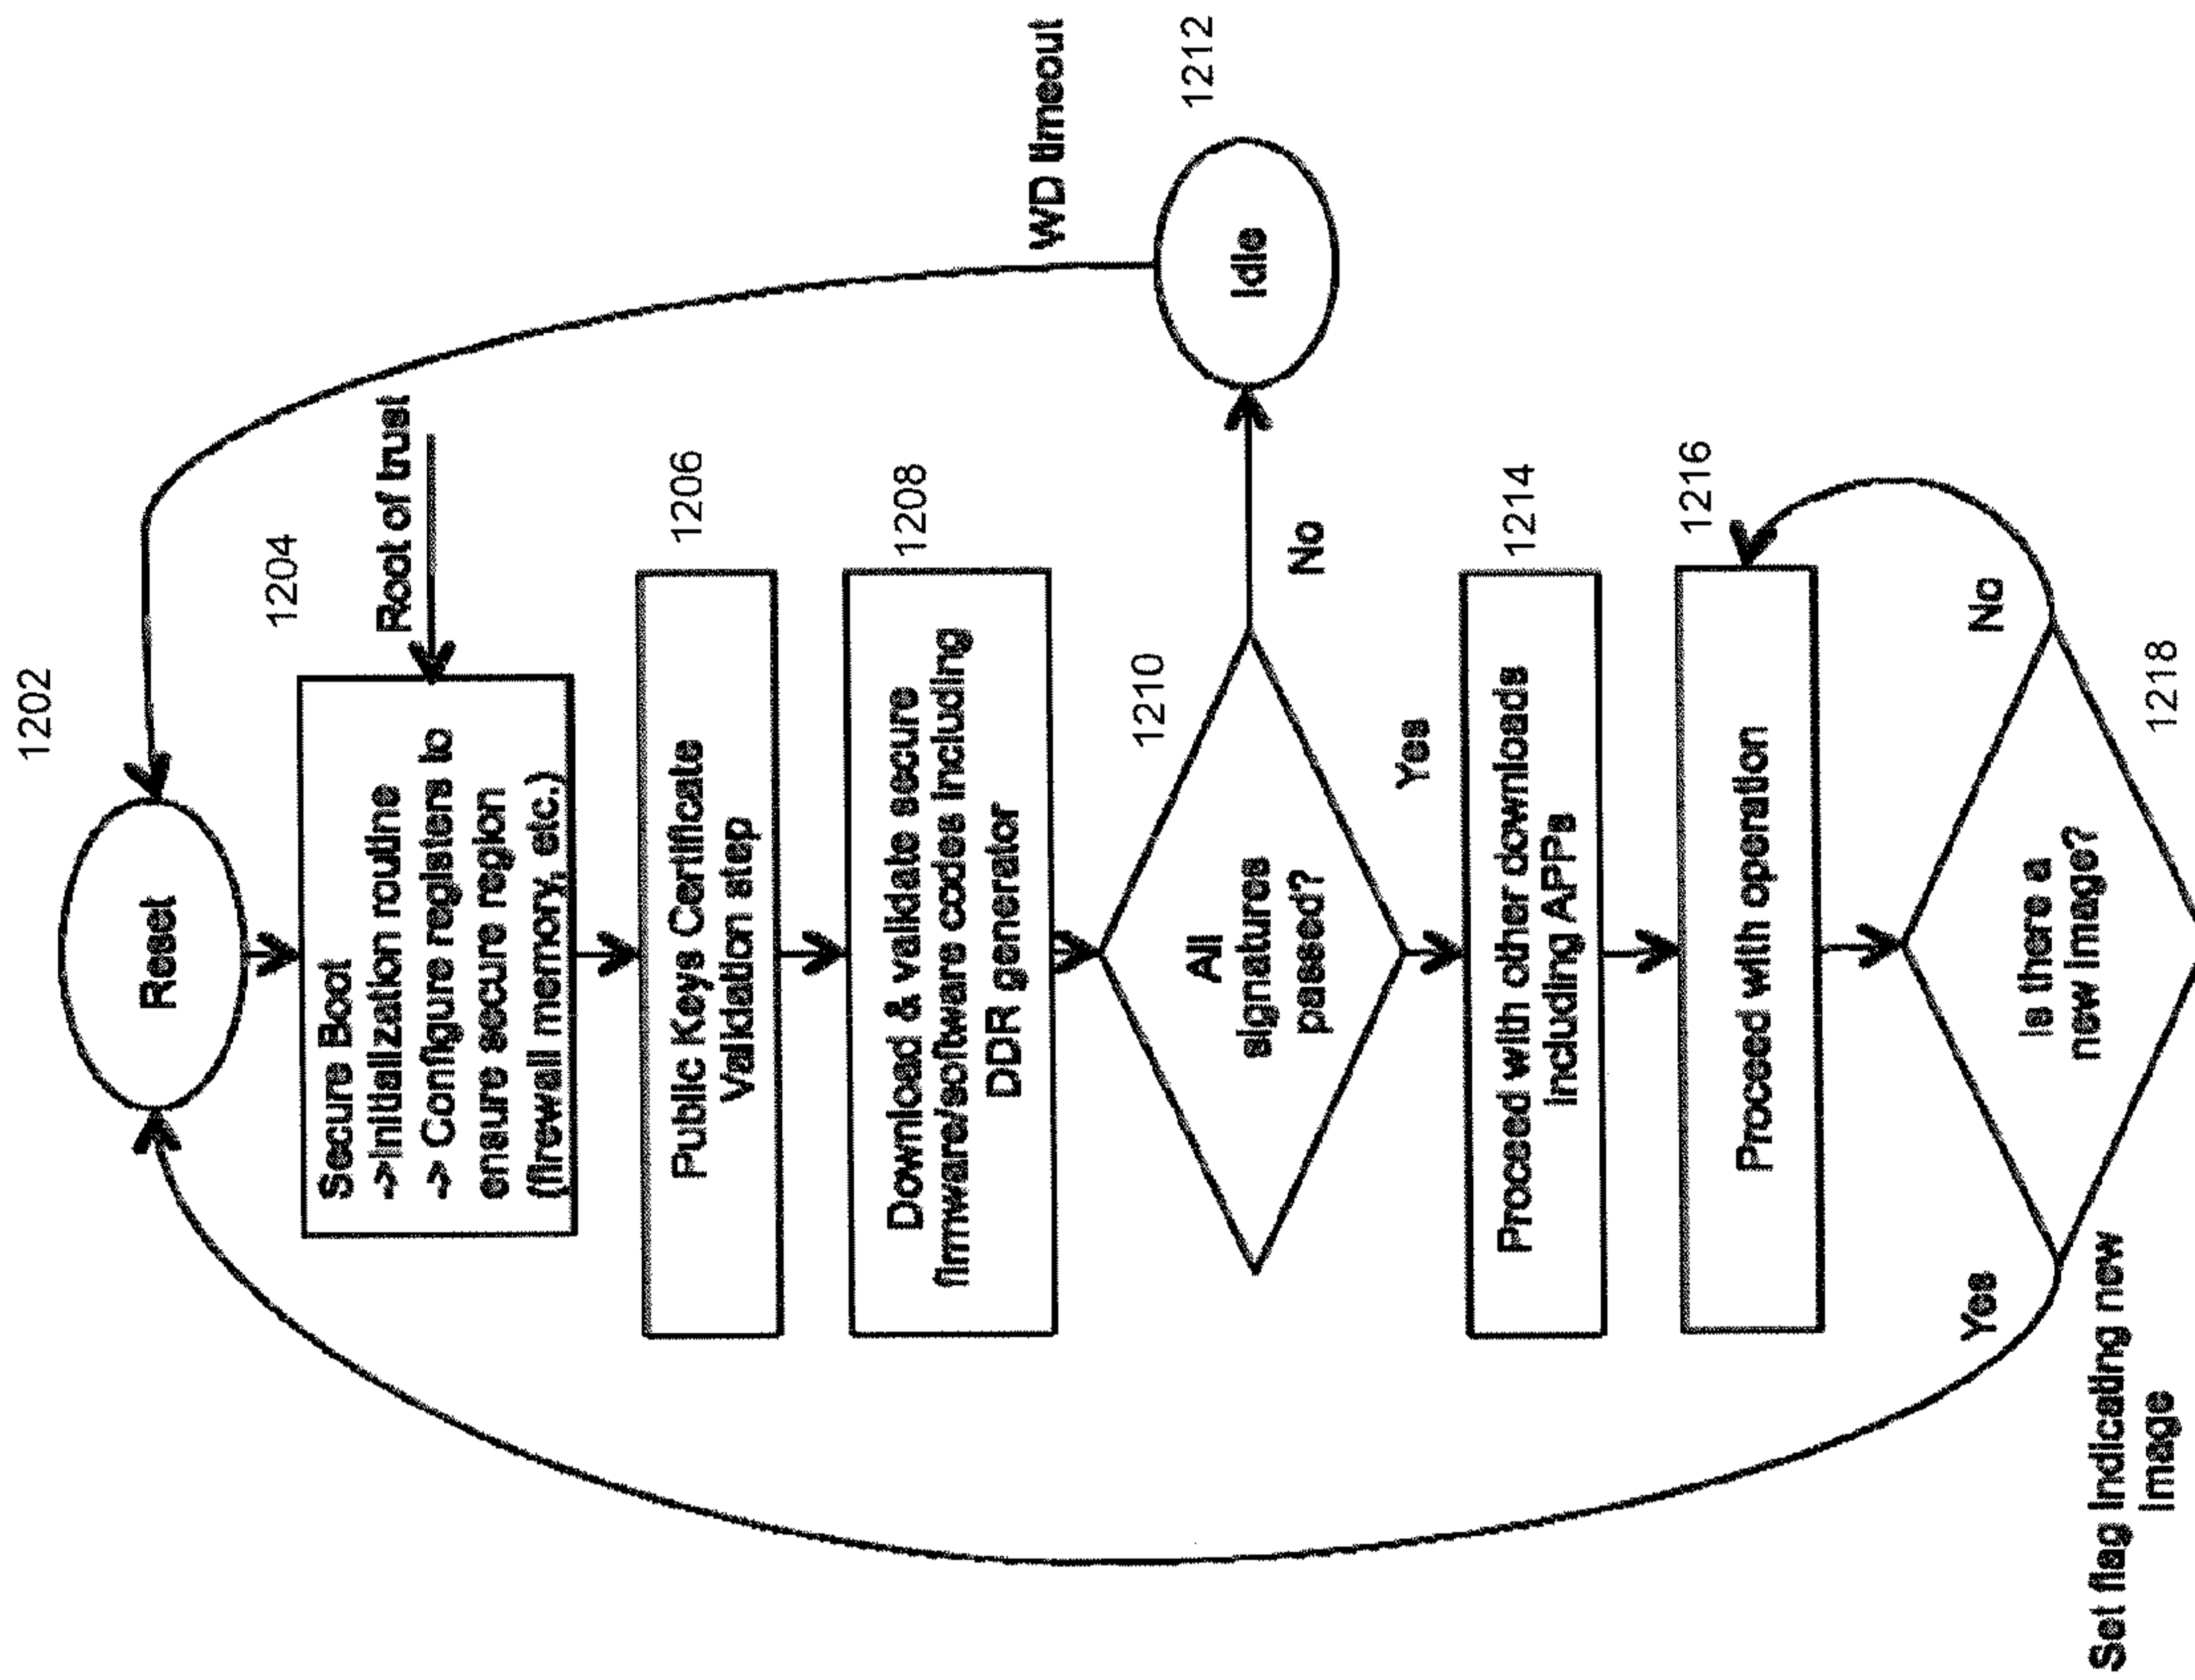 1202
Reset
1204
Secure Boot
->Initialization routine
-> Configure registers to
ensure secure region
(firewall memory, etc.)
Root of trust
1206
Public Keys Certificate
Validation step
1208
Download & validate secure
firmware/software codes including
DDR generator
1210
All
signatures
passed?
No
WD timeout
1212
Idle
Yes
1214
Proceed with other downloads
including APPs
1216
Proceed with operation
1218
Is there a
new image?
No
Yes
Set flag indicating new
image